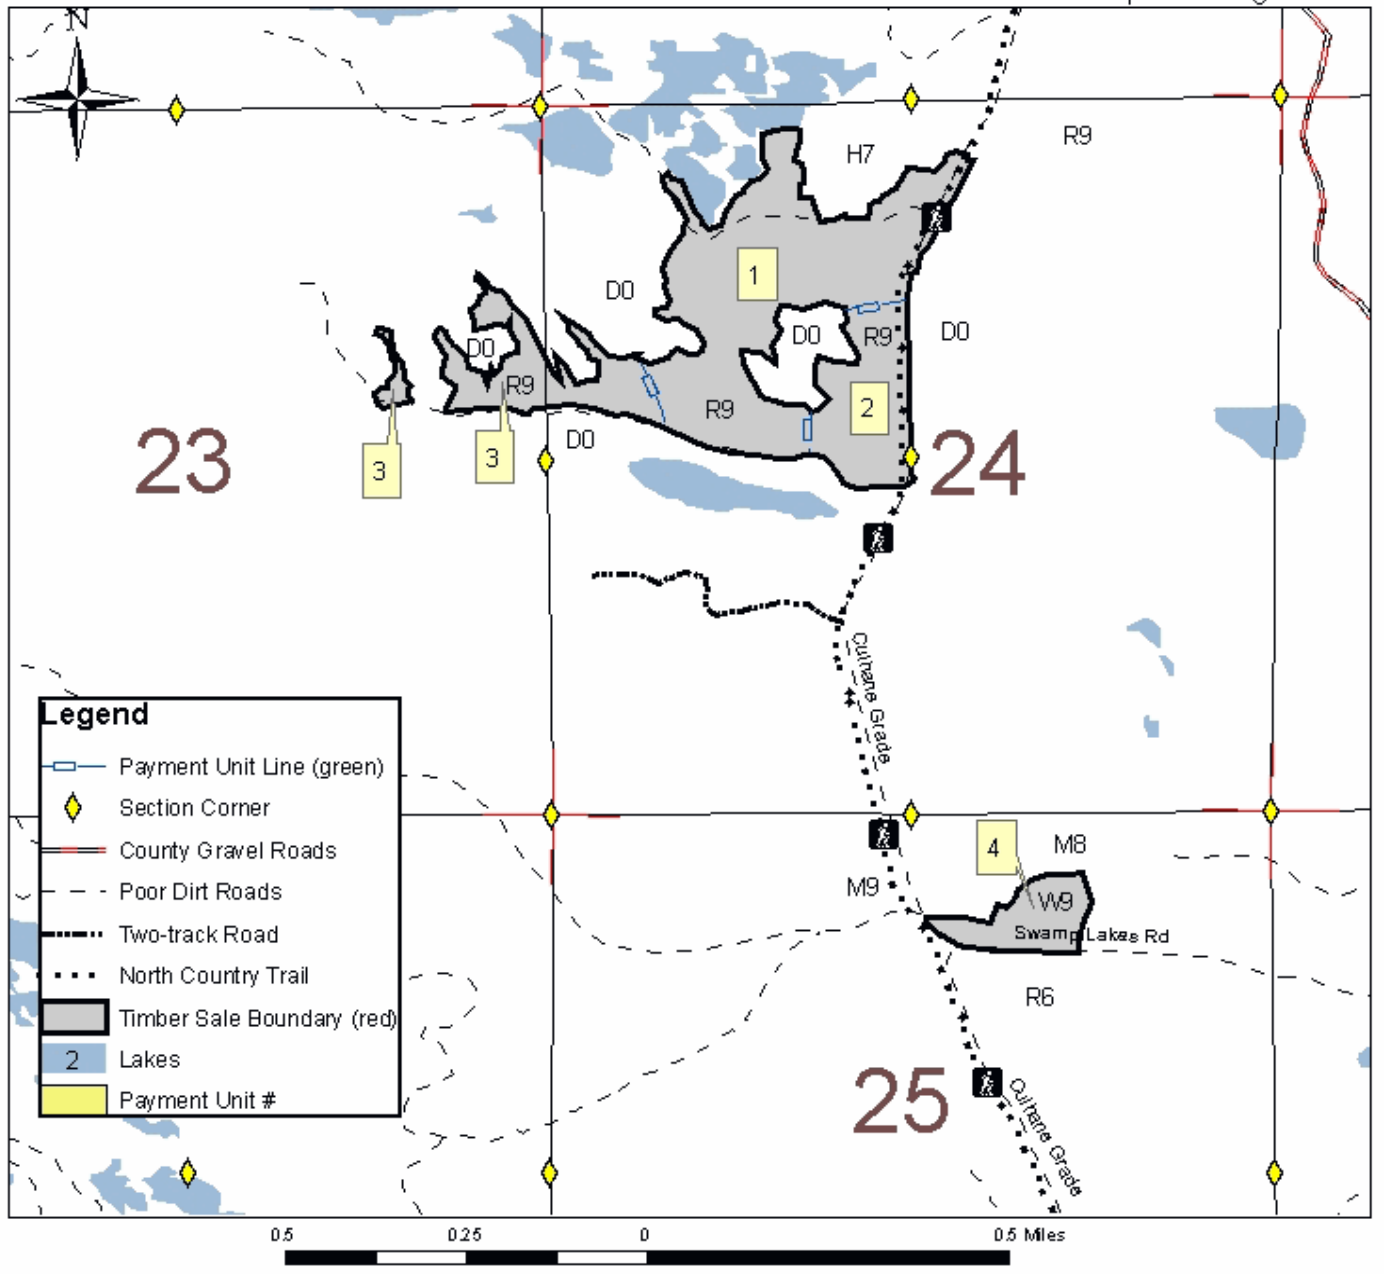 N
R9
H7
1
D0
D0
R9
D0
D0
R9
R9
2
D0
3
3
23
24
Culhane Grade
Legend
Payment Unit Line (green)
Section Corner
County Gravel Roads
Poor Dirt Roads
Two-track Road
North Country Trail
Timber Sale Boundary (red)
2 Lakes
Payment Unit #
4
M8
M9
W9
Swamp Lakes Rd
R6
25
Culhane Grade
0.5 0.25 0 0.5 Miles